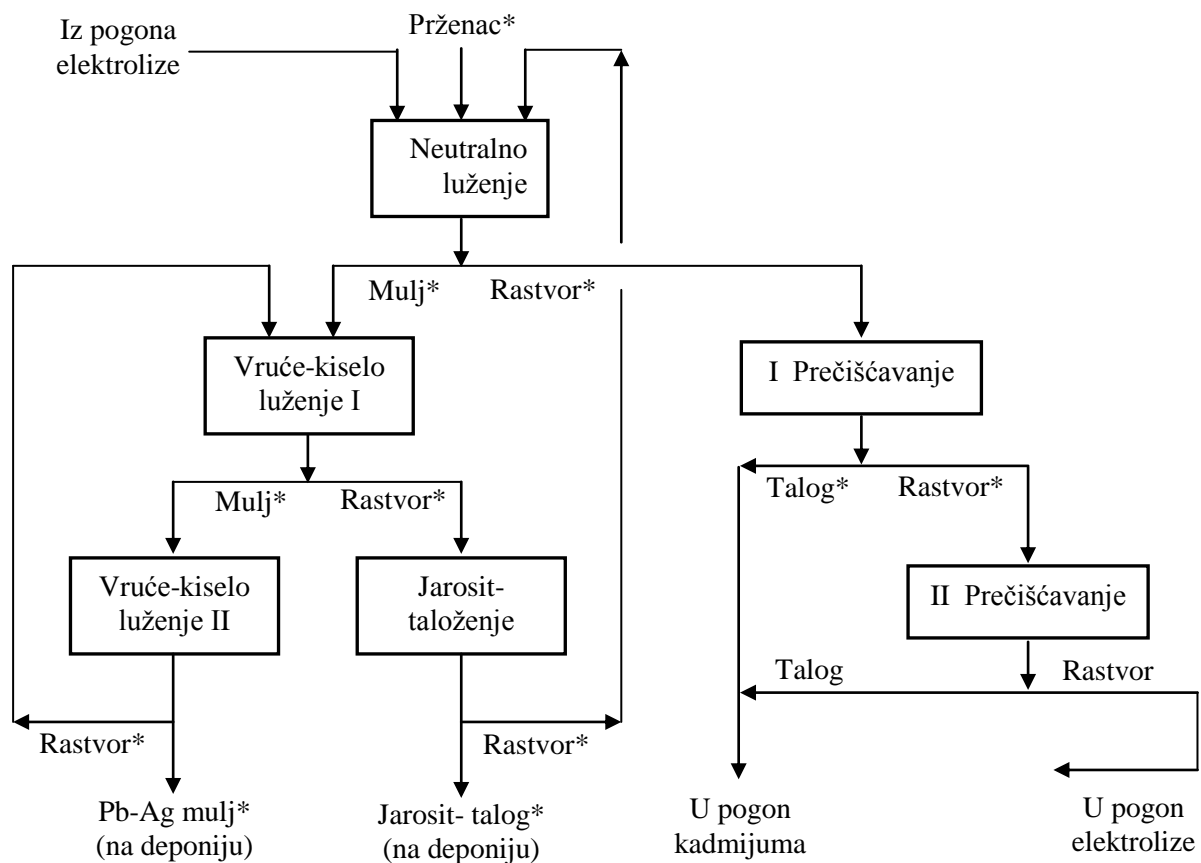 Iz pogona
elektrolize
Prženac*
Neutralno
luženje
Mulj*
Rastvor*
Vruće-kiselo
luženje I
I Prečišćavanje
Mulj*
Rastvor*
Talog*
Rastvor*
Vruće-kiselo
luženje II
Jarosit-
taloženje
II Prečišćavanje
Talog
Rastvor
Rastvor*
Rastvor*
Pb-Ag mulj*
(na deponiju)
Jarosit- talog*
(na deponiju)
U pogon
kadmijuma
U pogon
elektrolize